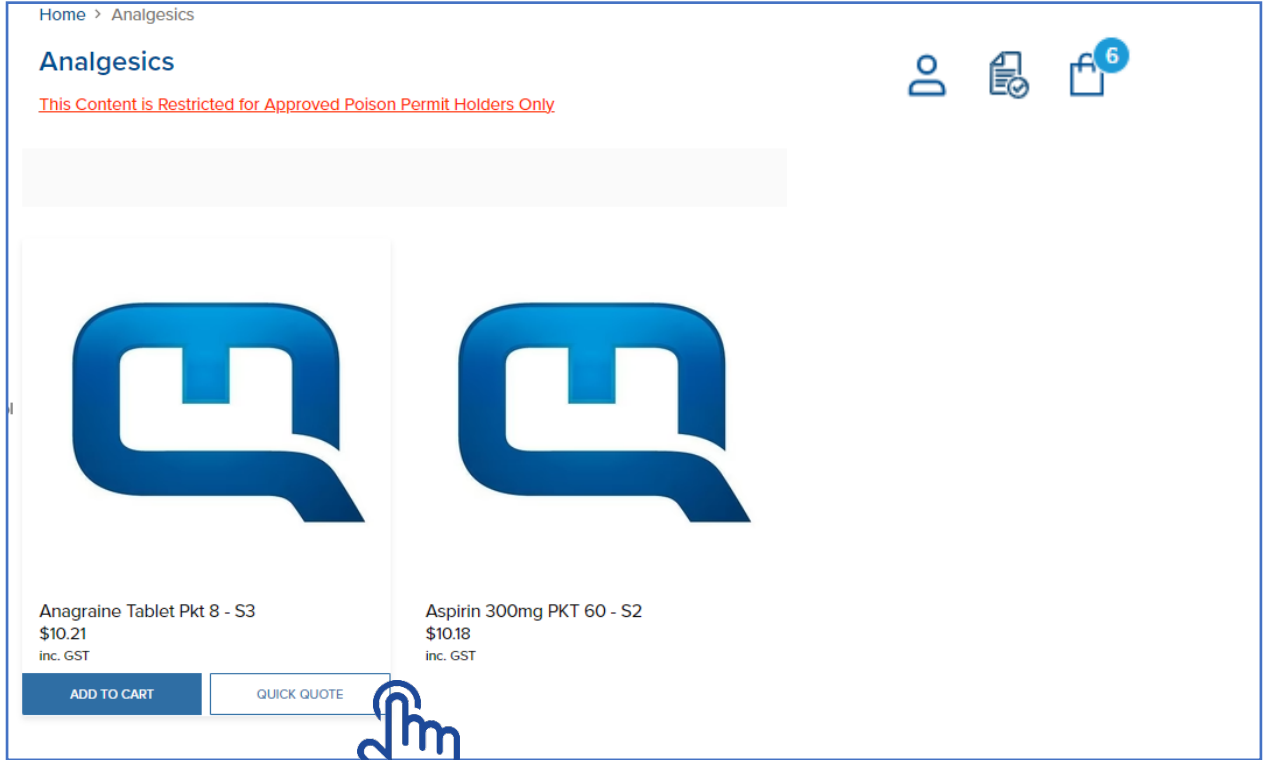 Home > Analgesics
Analgesics
6
This Content is Restricted for Approved Poison Permit Holders Only
Anagraine Tablet Pkt 8 - S3
$10.21
inc. GST
Aspirin 300mg PKT 60 - S2
$10.18
inc. GST
ADD TO CART
QUICK QUOTE